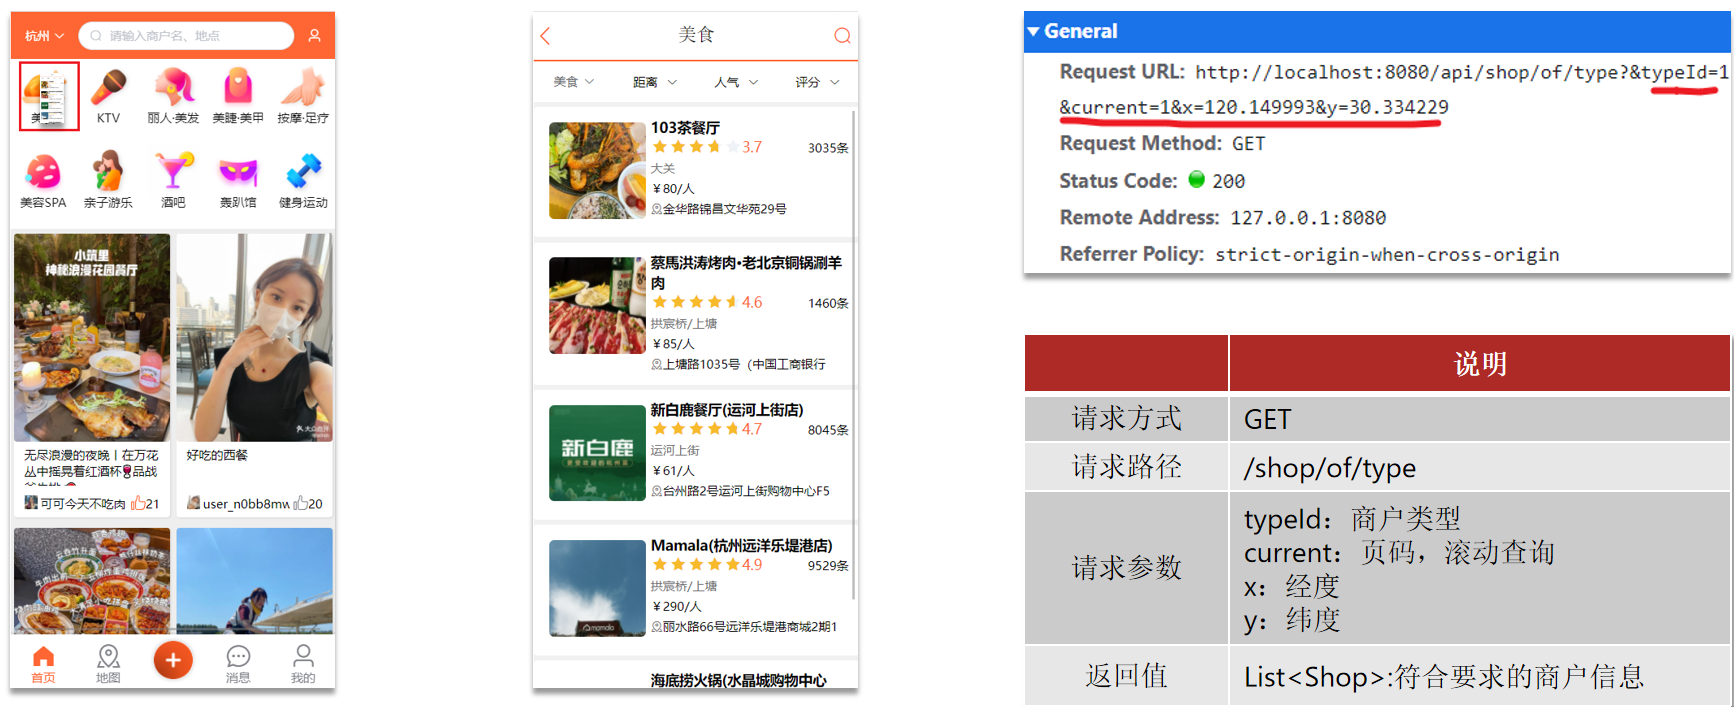 杭州
请输入商户名、地点
KTV
丽人·美发
美睫·美甲
按摩·足疗
美容SPA
亲子游乐
酒吧
轰趴馆
健身运动
小筑里
神秘浪漫花园餐厅
无尽浪漫的夜晚丨在万花
丛中摇晃着红酒杯🍷品战
可可今天不吃肉
21
大众点评
好吃的西餐
user_n0bb8mw
20
首页
地图
消息
我的
美食
美食
距离
人气
评分
103茶餐厅
3.7
3035条
大关
￥80/人
金华路锦昌文华苑29号
蔡馬洪涛烤肉·老北京铜锅涮羊
肉
4.6
1460条
拱宸桥/上塘
￥85/人
上塘路1035号（中国工商银行
新白鹿
新白鹿餐厅(运河上街店)
4.7
8045条
运河上街
￥61/人
台州路2号运河上街购物中心F5
mamala
Mamala(杭州远洋乐堤港店)
4.9
9529条
拱宸桥/上塘
￥290/人
丽水路66号远洋乐堤港商城2期1
海底捞火锅(水晶城购物中心
General
Request URL: http://localhost:8080/api/shop/of/type?&typeId=1
&current=1&x=120.149993&y=30.334229
Request Method: GET
Status Code: 200
Remote Address: 127.0.0.1:8080
Referrer Policy: strict-origin-when-cross-origin
说明
请求方式 GET
请求路径 /shop/of/type
请求参数
typeId：商户类型
current：页码，滚动查询
x：经度
y：纬度
返回值 List<Shop>:符合要求的商户信息